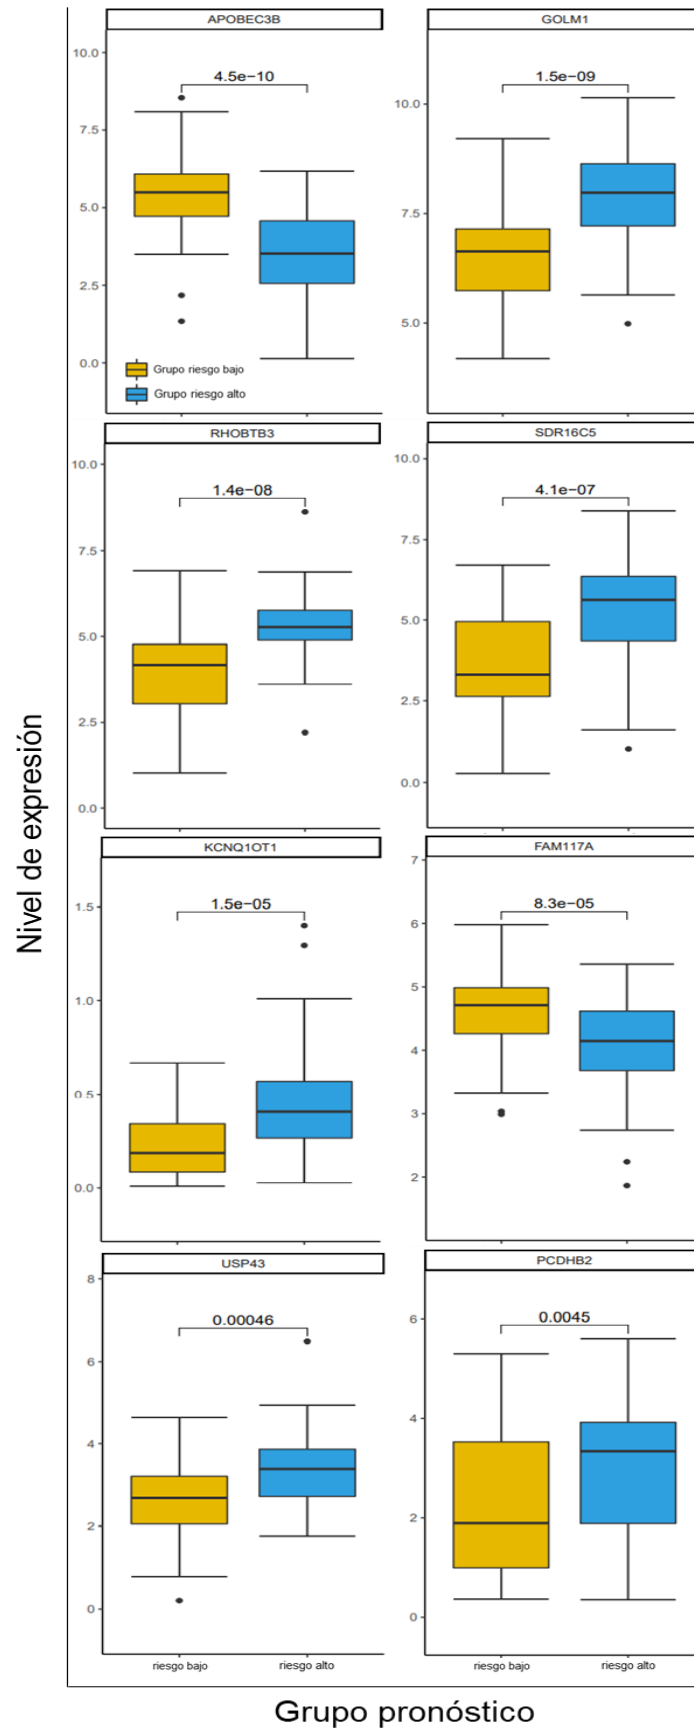 APOBEC3B
10.0
7.5
5.0
2.5
0.0
4.5e−10
Grupo riesgo bajo
Grupo riesgo alto
GOLM1
10.0
7.5
5.0
1.5e−09
RHOBTB3
10.0
7.5
5.0
2.5
0.0
1.4e−08
SDR16C5
10.0
7.5
5.0
2.5
0.0
4.1e−07
KCNQ1OT1
1.5
1.0
0.5
0.0
1.5e−05
FAM117A
7
6
5
4
3
2
8.3e−05
USP43
8
6
4
2
0
0.00046
riesgo bajo
riesgo alto
PCDHB2
6
4
2
0
0.0045
riesgo bajo
riesgo alto
Nivel de expresión
Grupo pronóstico